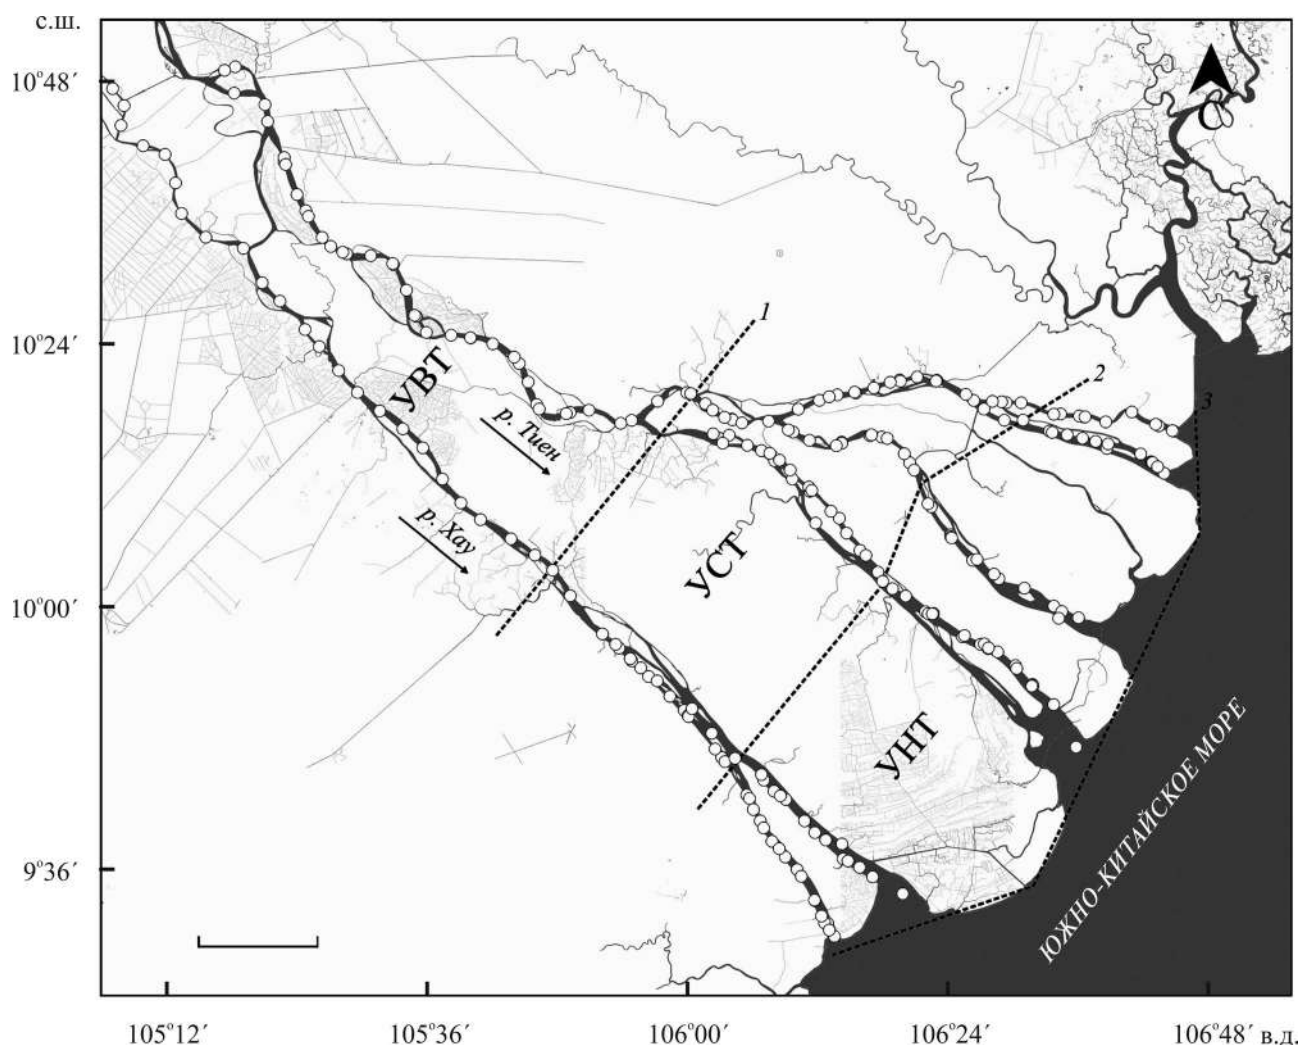 с.ш.
10°48′
С
1
10°24′
УВТ
2
р. Тиен
3
р. Хау
УСТ
10°00′
УНТ
ЮЖНО-КИТАЙСКОЕ МОРЕ
9°36′
105°12′
105°36′
106°00′
106°24′
106°48′ в.д.